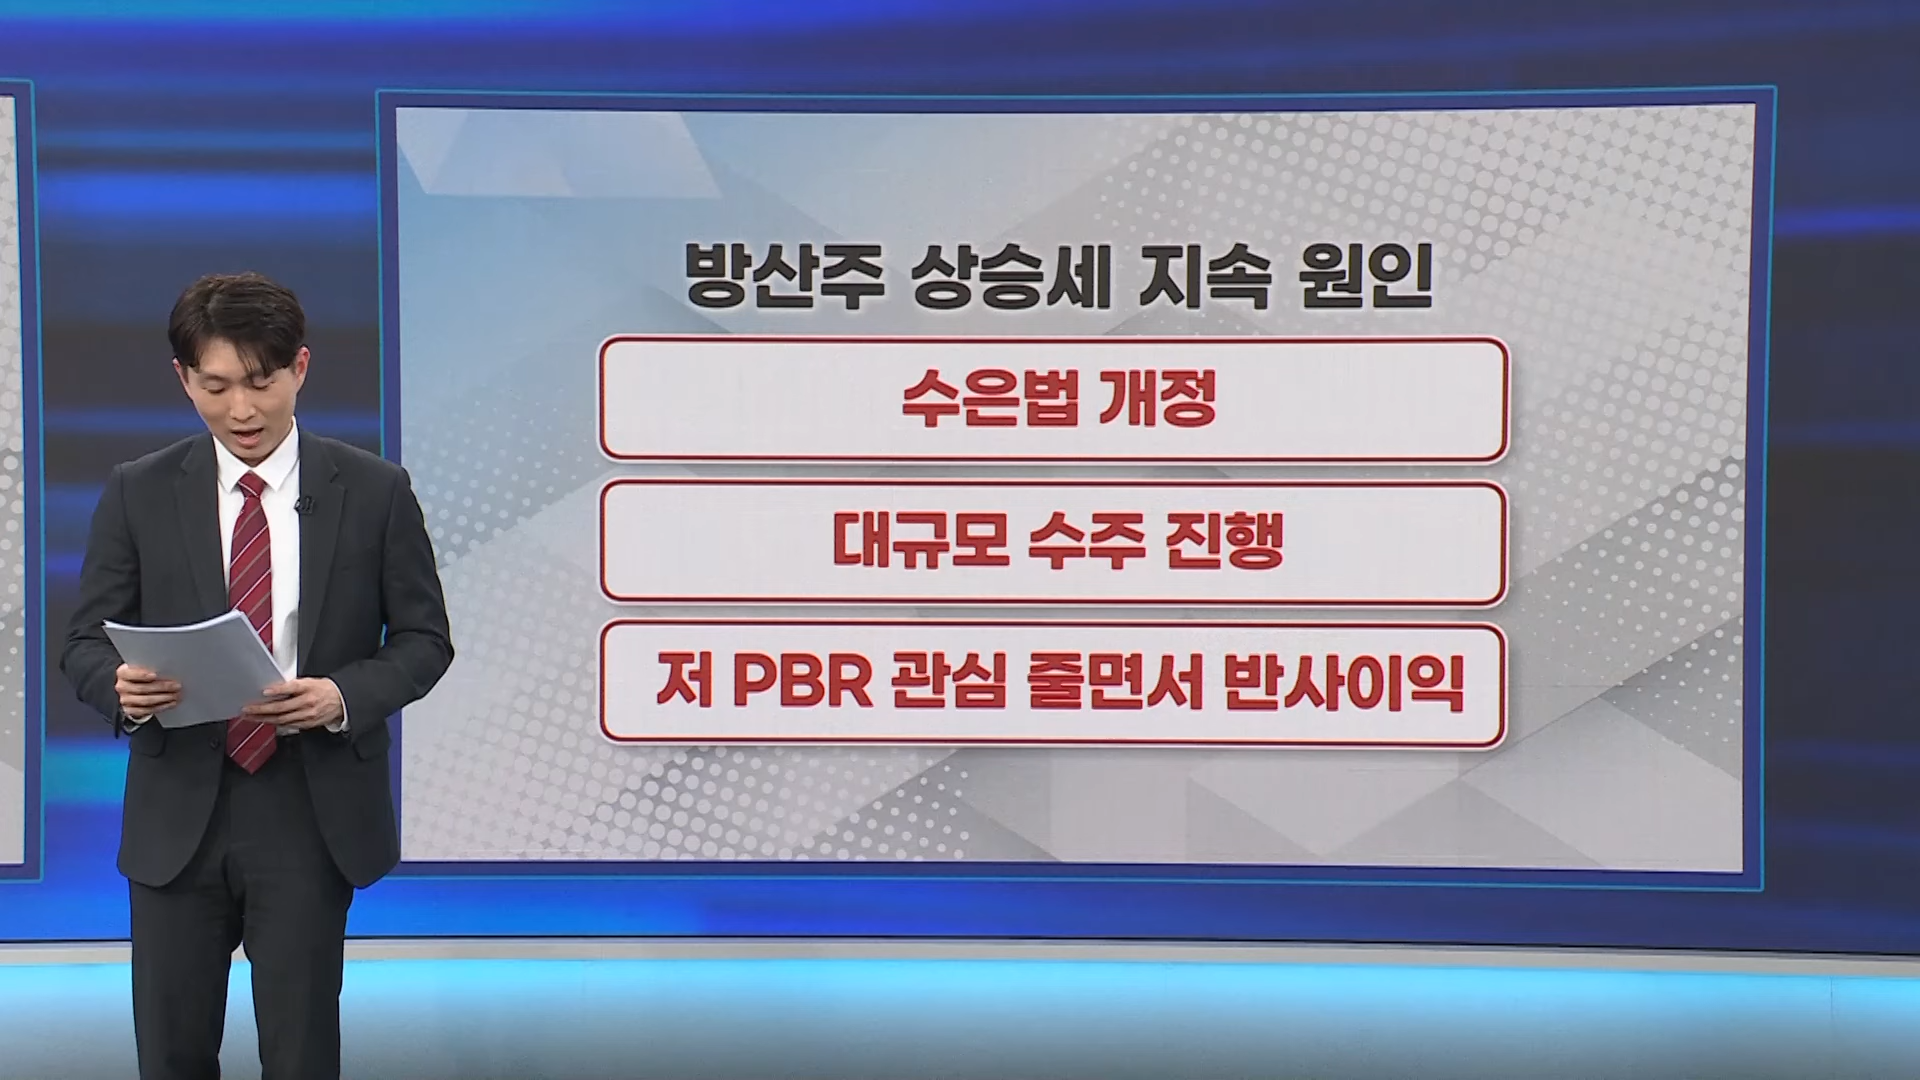 방산주 상승세 지속 원인
수은법 개정
대규모 수주 진행
저 PBR 관심 줄면서 반사이익